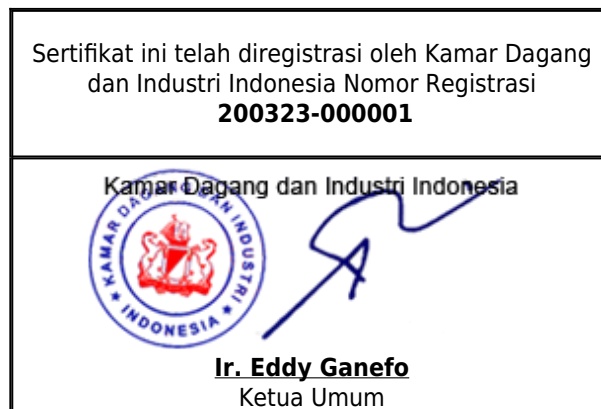 Sertifikat ini telah diregistrasi oleh Kamar Dagang
dan Industri Indonesia Nomor Registrasi
200323-000001
Kamar Dagang dan Industri Indonesia
KAMAR DAGANG DAN INDUSTRI
INDONESIA
Ir. Eddy Ganefo
Ketua Umum